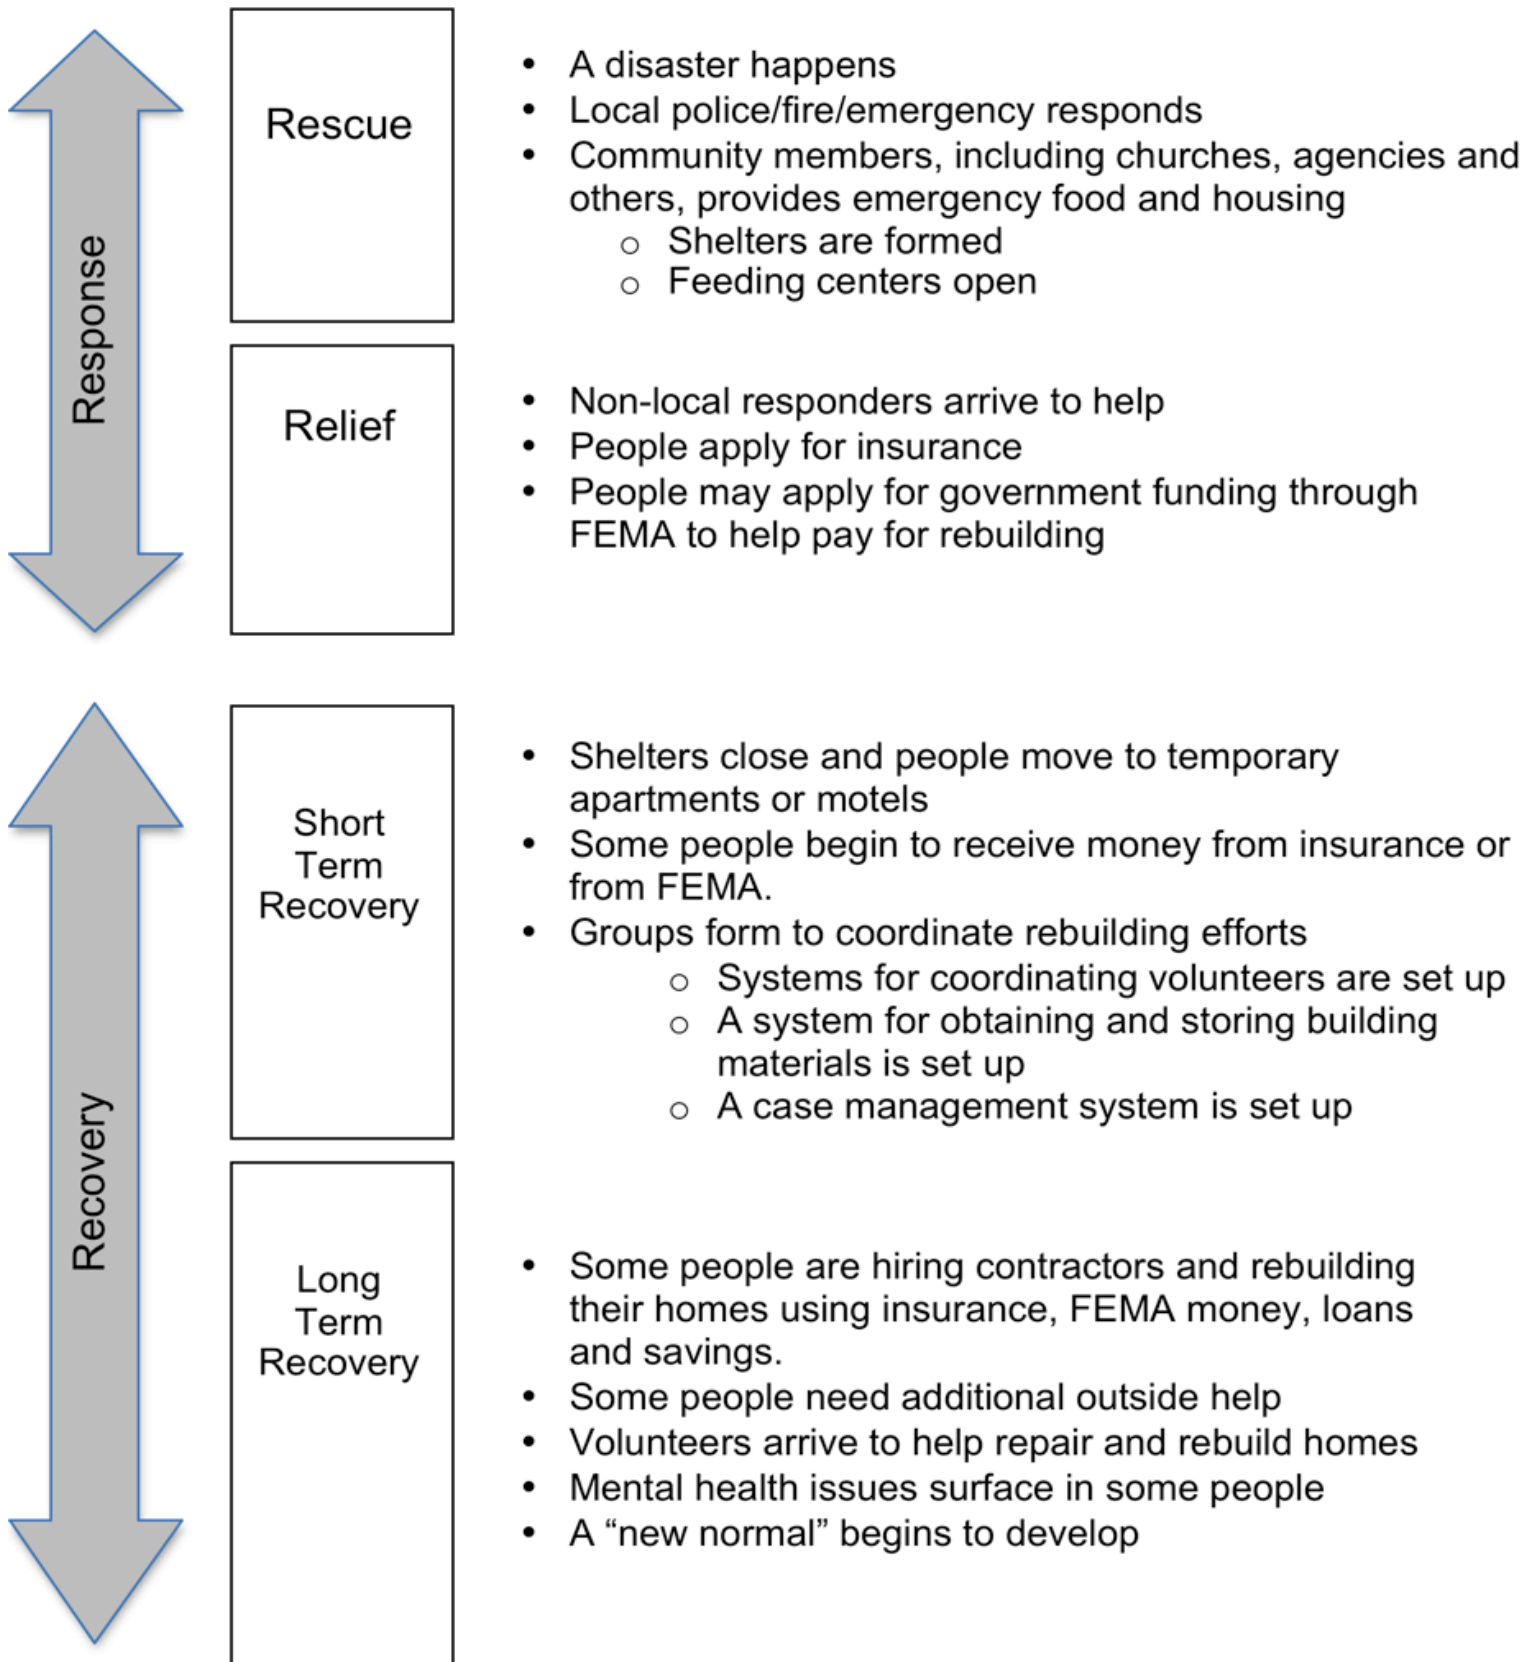 Response
Rescue
• A disaster happens
• Local police/fire/emergency responds
• Community members, including churches, agencies and
others, provides emergency food and housing
o Shelters are formed
o Feeding centers open
Relief
• Non-local responders arrive to help
• People apply for insurance
• People may apply for government funding through
FEMA to help pay for rebuilding
Recovery
Short
Term
Recovery
• Shelters close and people move to temporary
apartments or motels
• Some people begin to receive money from insurance or
from FEMA.
• Groups form to coordinate rebuilding efforts
o Systems for coordinating volunteers are set up
o A system for obtaining and storing building
materials is set up
o A case management system is set up
Long
Term
Recovery
• Some people are hiring contractors and rebuilding
their homes using insurance, FEMA money, loans
and savings.
• Some people need additional outside help
• Volunteers arrive to help repair and rebuild homes
• Mental health issues surface in some people
• A “new normal” begins to develop